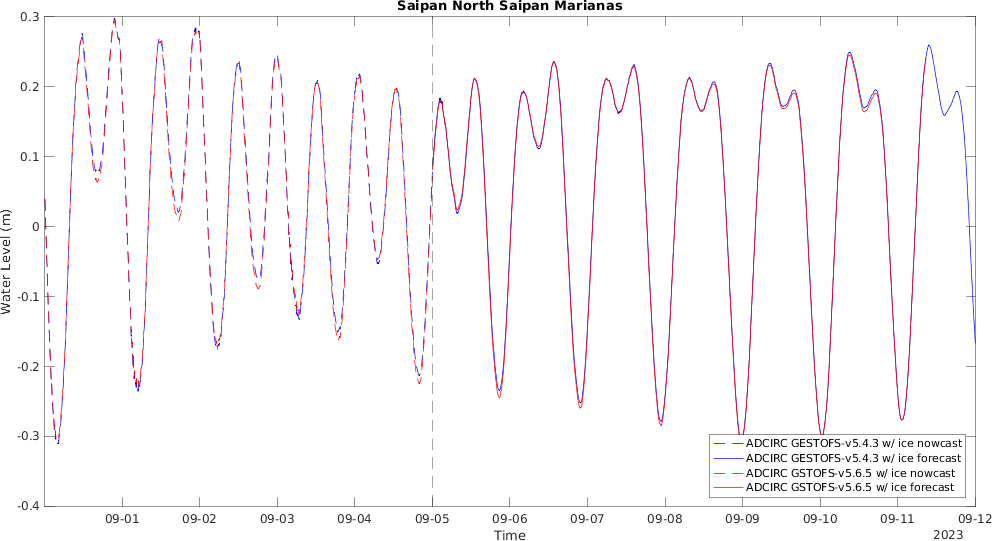 Saipan North Saipan Marianas
0.3
0.2
0.1
0
-0.1
-0.2
-0.3
-0.4
Water Level (m)
ADCIRC GESTOFS-v5.4.3 w/ ice nowcast
ADCIRC GESTOFS-v5.4.3 w/ ice forecast
ADCIRC GSTOFS-v5.6.5 w/ ice nowcast
ADCIRC GSTOFS-v5.6.5 w/ ice forecast
09-01 09-02 09-03 09-04 09-05 09-06 09-07 09-08 09-09 09-10 09-11 09-12
Time
2023